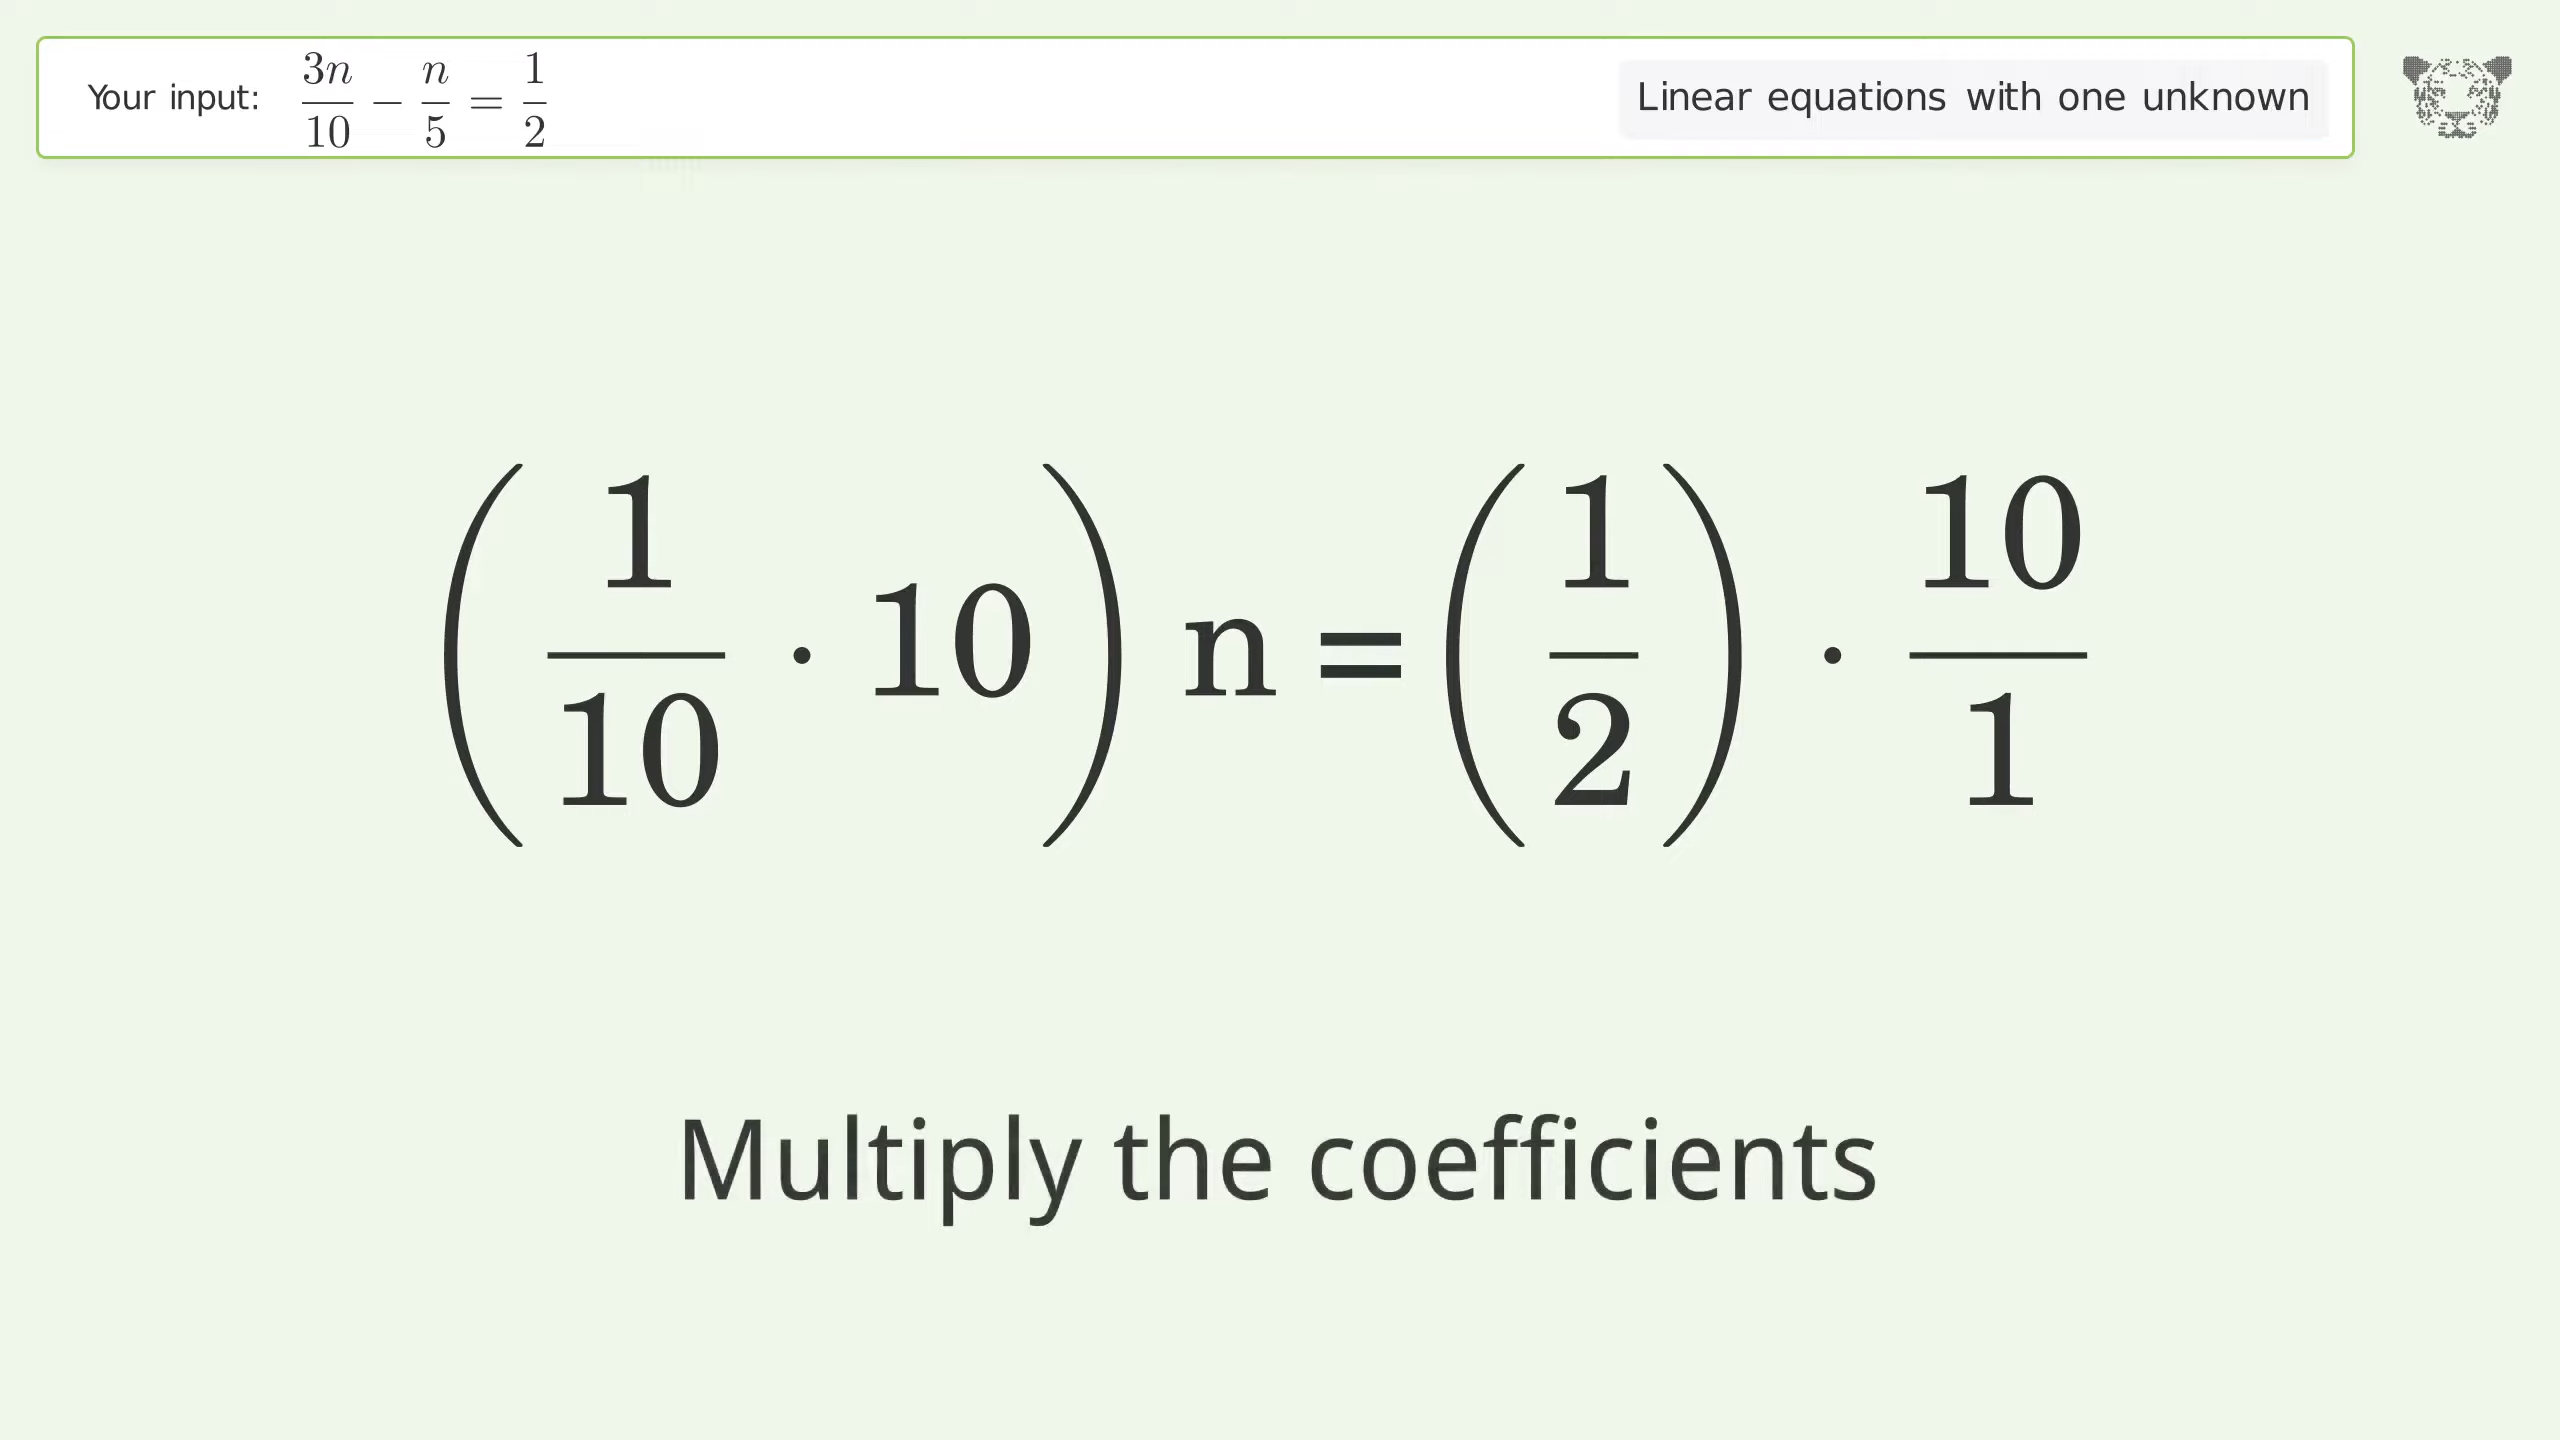 Your input: 3n/10 − n/5 = 1/2
Linear equations with one unknown
(1/10 · 10) n = (1/2) · 10/1
Multiply the coefficients